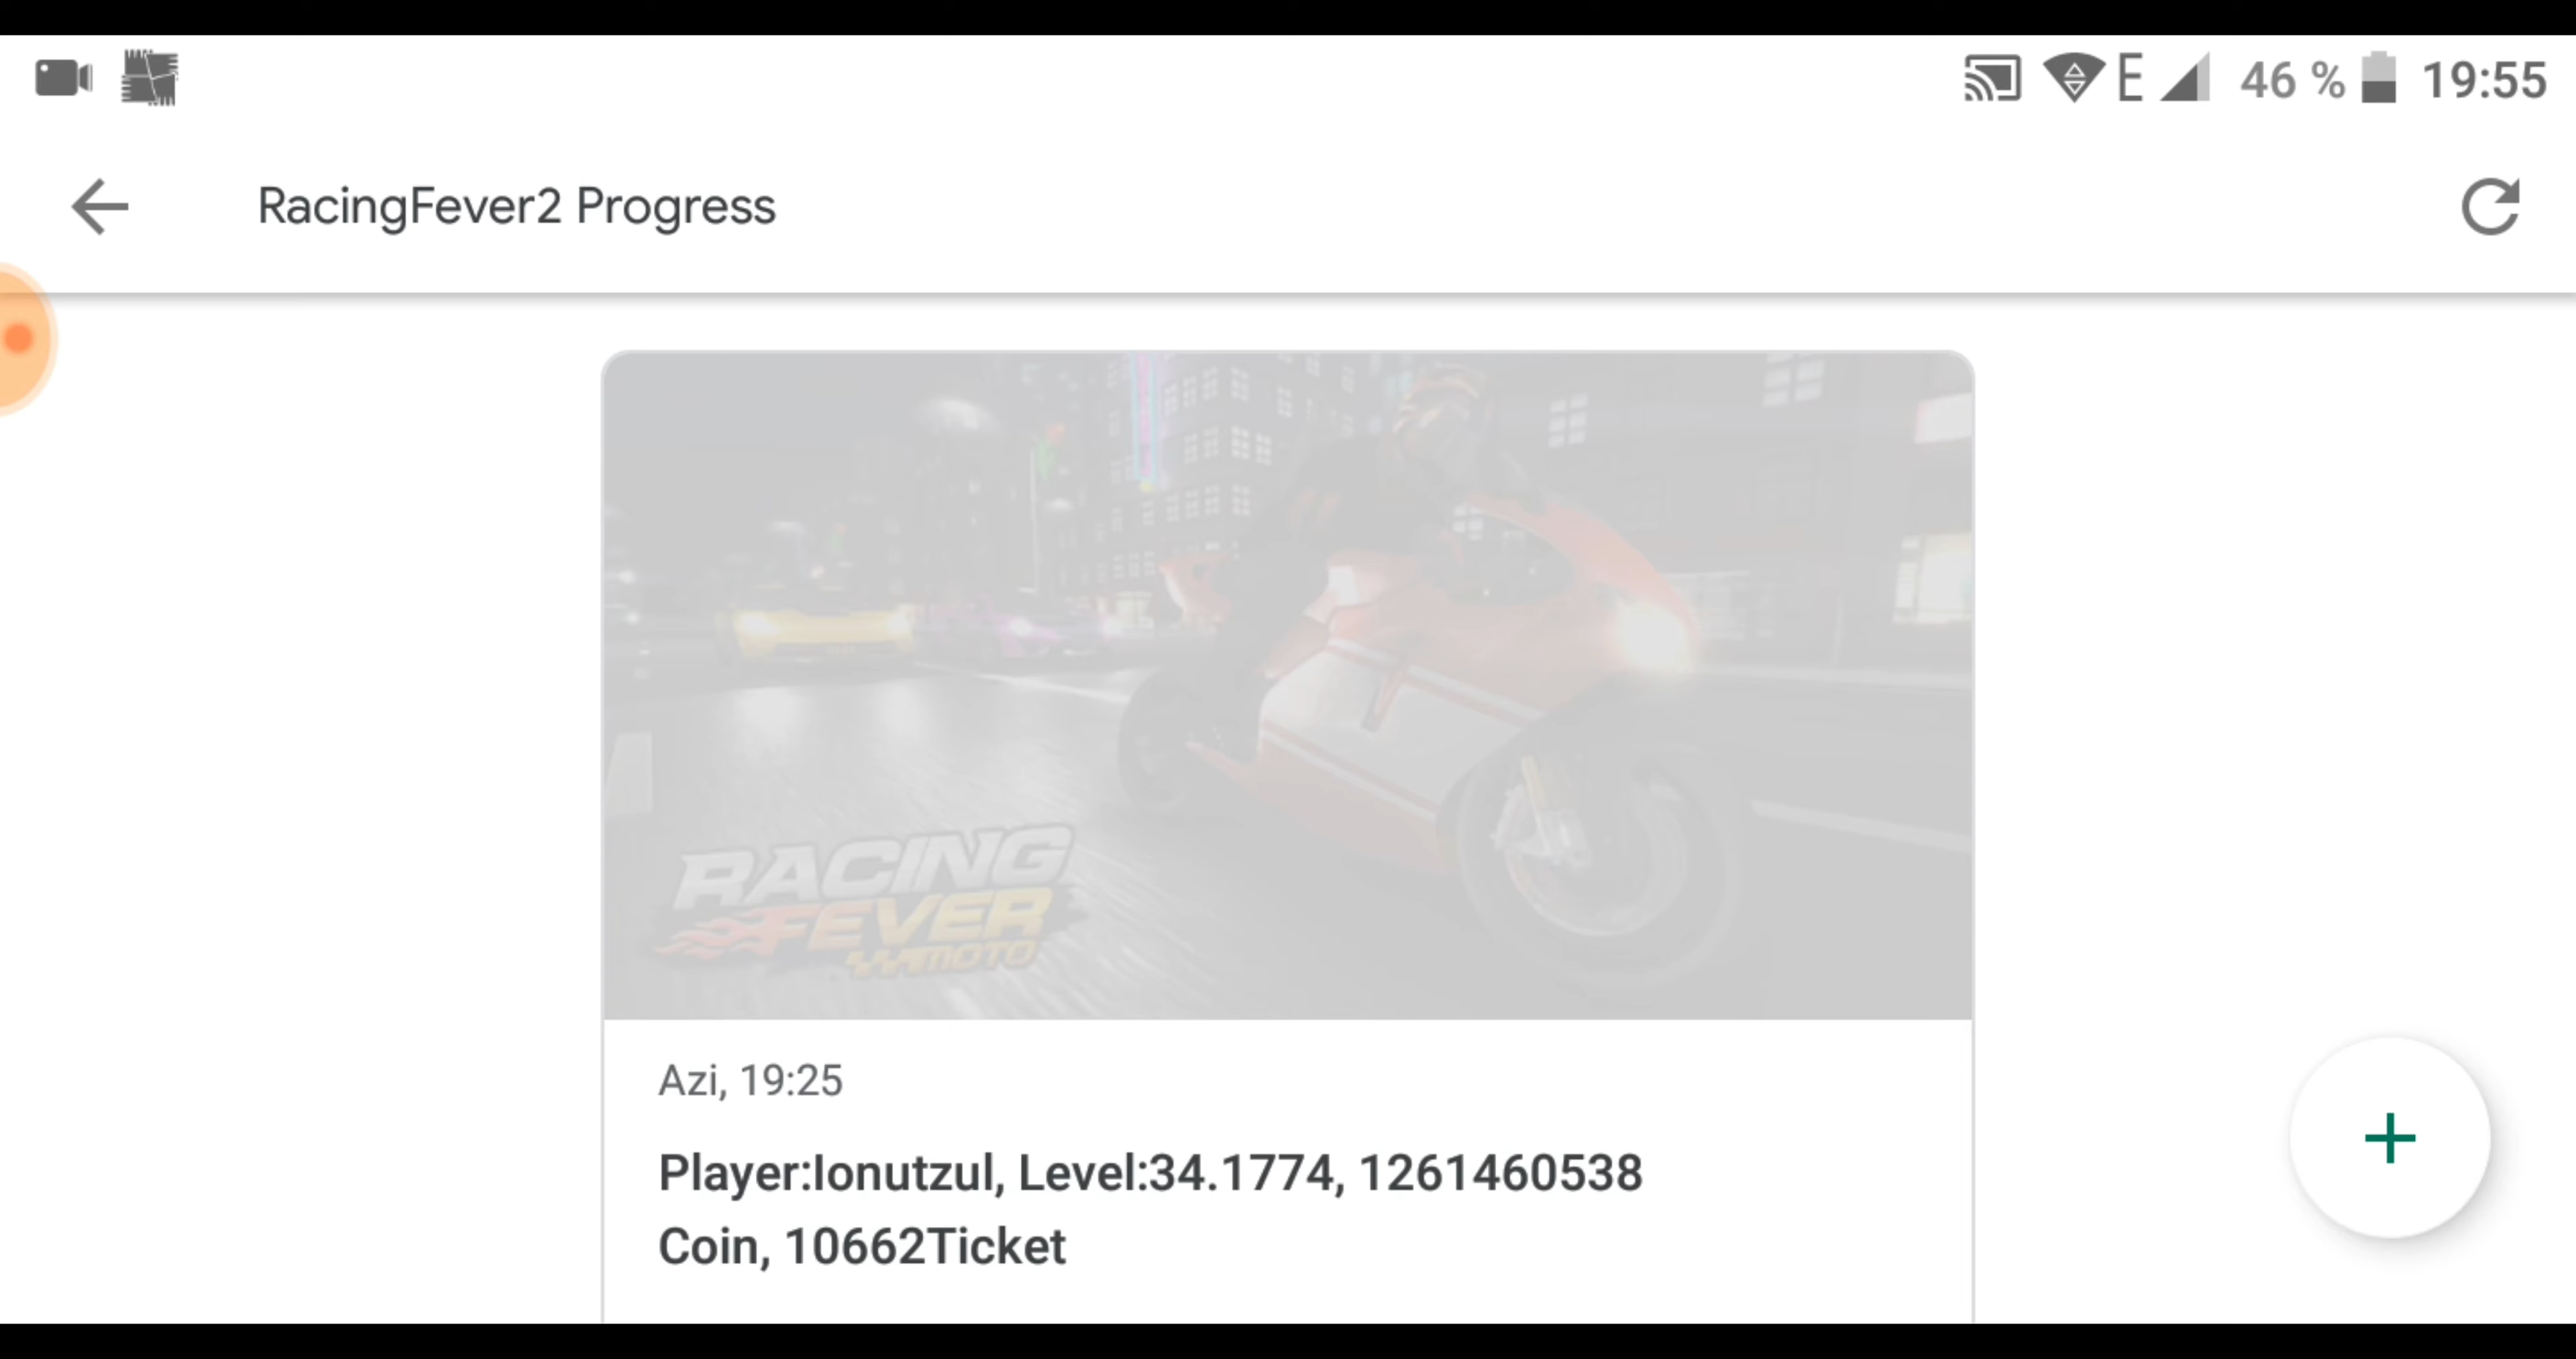 E 46 % 19:55
RacingFever2 Progress
RACING
FEVER
MOTO
Azi, 19:25
Player:Ionutzul, Level:34.1774, 1261460538
Coin, 10662Ticket